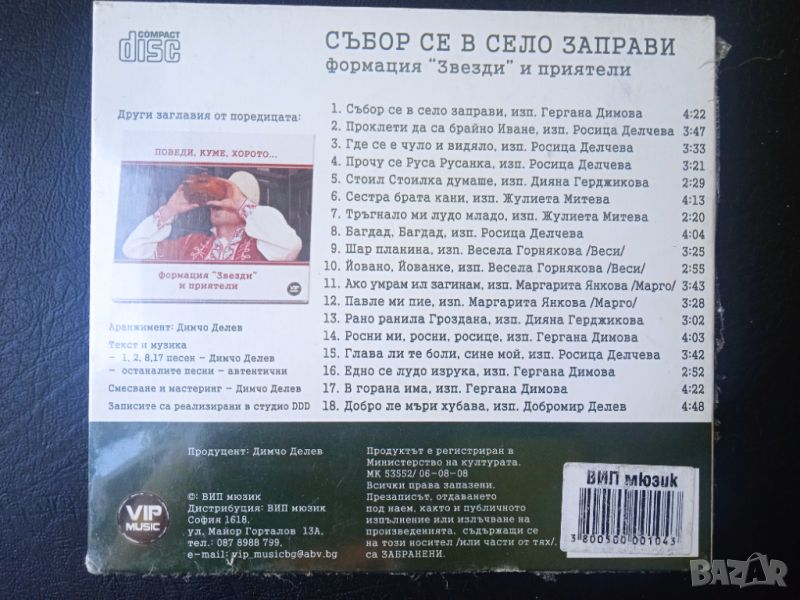 COMPACT
disc
СЪБОР СЕ В СЕЛО ЗАПРАВИ
формация "Звезди" и приятели
Други заглавия от поредицата:
ПОВЕДИ, КУМЕ, ХОРОТО...
формация "Звезди"
и приятели
VIP
Аранжимент: Димчо Делев
Текст и музика
- 1, 2, 8,17 песен - Димчо Делев
- останалите песни - автентични
Смесване и мастеринг - Димчо Делев
Записите са реализирани в студио DDD
1. Събор се в село заправи, изп. Гергана Димова 4:22
2. Проклети да са брайно Иване, изп. Росица Делчева 3:47
3. Где се е чуло и видяло, изп. Росица Делчева 3:33
4. Прочу се Руса Русанка, изп. Росица Делчева 3:21
5. Стоил Стоилка думаше, изп. Дияна Герджикова 2:29
6. Сестра брата кани, изп. Жулиета Митева 4:13
7. Тръгнало ми лудо младо, изп. Жулиета Митева 2:20
8. Багдад, Багдад, изп. Росица Делчева 4:04
9. Шар планина, изп. Весела Горнякова /Веси/ 3:25
10. Йовано, Йованке, изп. Весела Горнякова /Веси/ 2:55
11. Ако умрам ил загинам, изп. Маргарита Янкова /Марго/ 3:43
12. Павле ми пие, изп. Маргарита Янкова /Марго/ 3:28
13. Рано ранила Гроздана, изп. Дияна Герджикова 3:02
14. Росни ми, росни, росице, изп. Гергана Димова 4:03
15. Глава ли те боли, сине мой, изп. Росица Делчева 3:42
16. Едно се лудо изрука, изп. Гергана Димова 2:52
17. В горана има, изп. Гергана Димова 4:22
18. Добро ле мъри хубава, изп. Добромир Делев 4:48
Продуцент: Димчо Делев
©: ВИП мюзик
Дистрибуция: ВИП мюзик
София 1618,
ул. Майор Горталов 13А,
тел.: 087 8988 799,
e-mail: vip_musicbg@abv.bg
VIP
MUSIC
Продуктът е регистриран в
Министерство на културата.
МК 53552/ 06-08-08
Всички права запазени.
Презаписът, отдаването
под наем, както и публичното
изпълнение или излъчване на
произведенията, съдържащи се
на този носител /или части от тях/,
са ЗАБРАНЕНИ.
ВИП мюзик
3 800500 001043
BAZAR